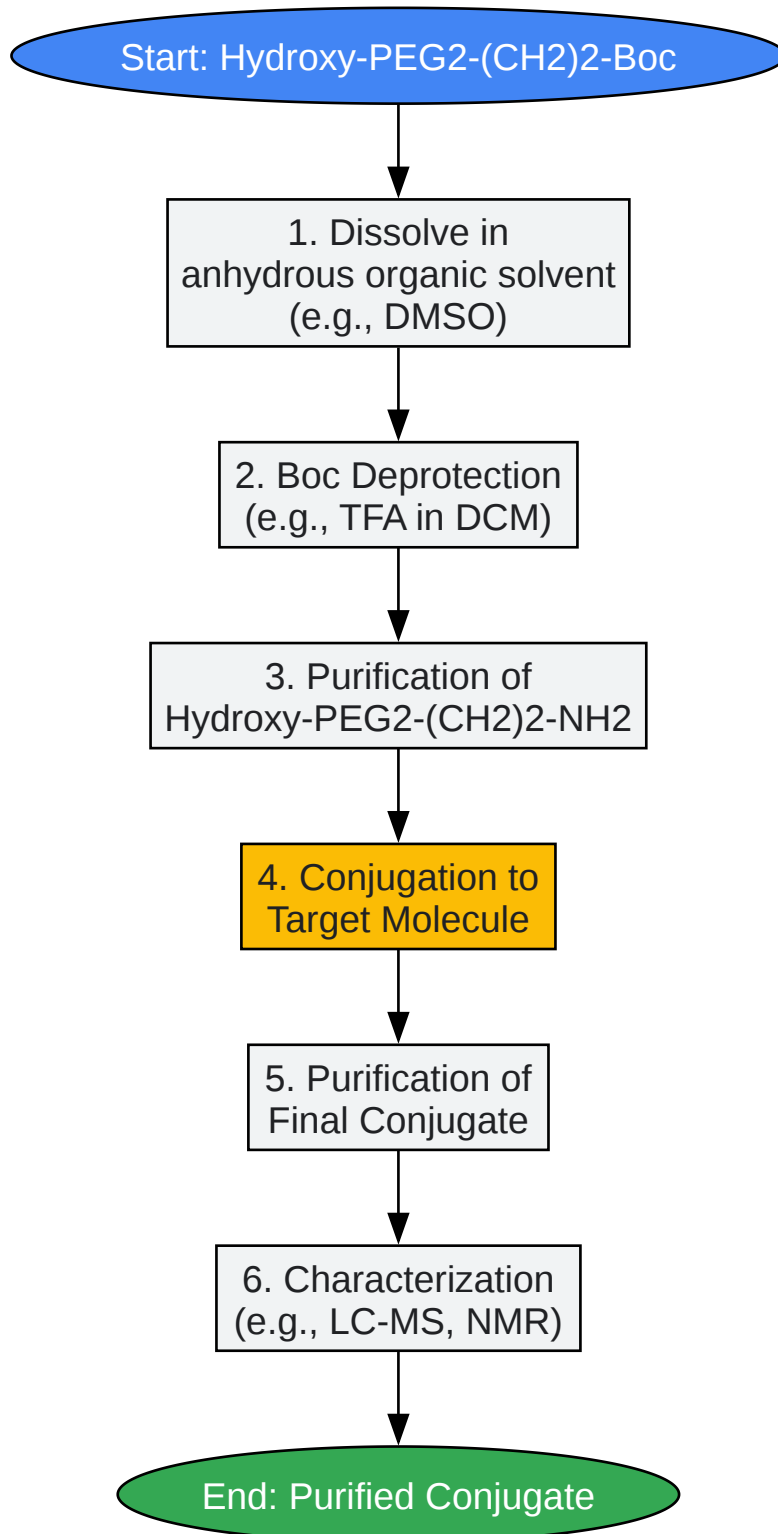 Start: Hydroxy-PEG2-(CH2)2-Boc
1. Dissolve in
anhydrous organic solvent
(e.g., DMSO)
2. Boc Deprotection
(e.g., TFA in DCM)
3. Purification of
Hydroxy-PEG2-(CH2)2-NH2
4. Conjugation to
Target Molecule
5. Purification of
Final Conjugate
6. Characterization
(e.g., LC-MS, NMR)
End: Purified Conjugate